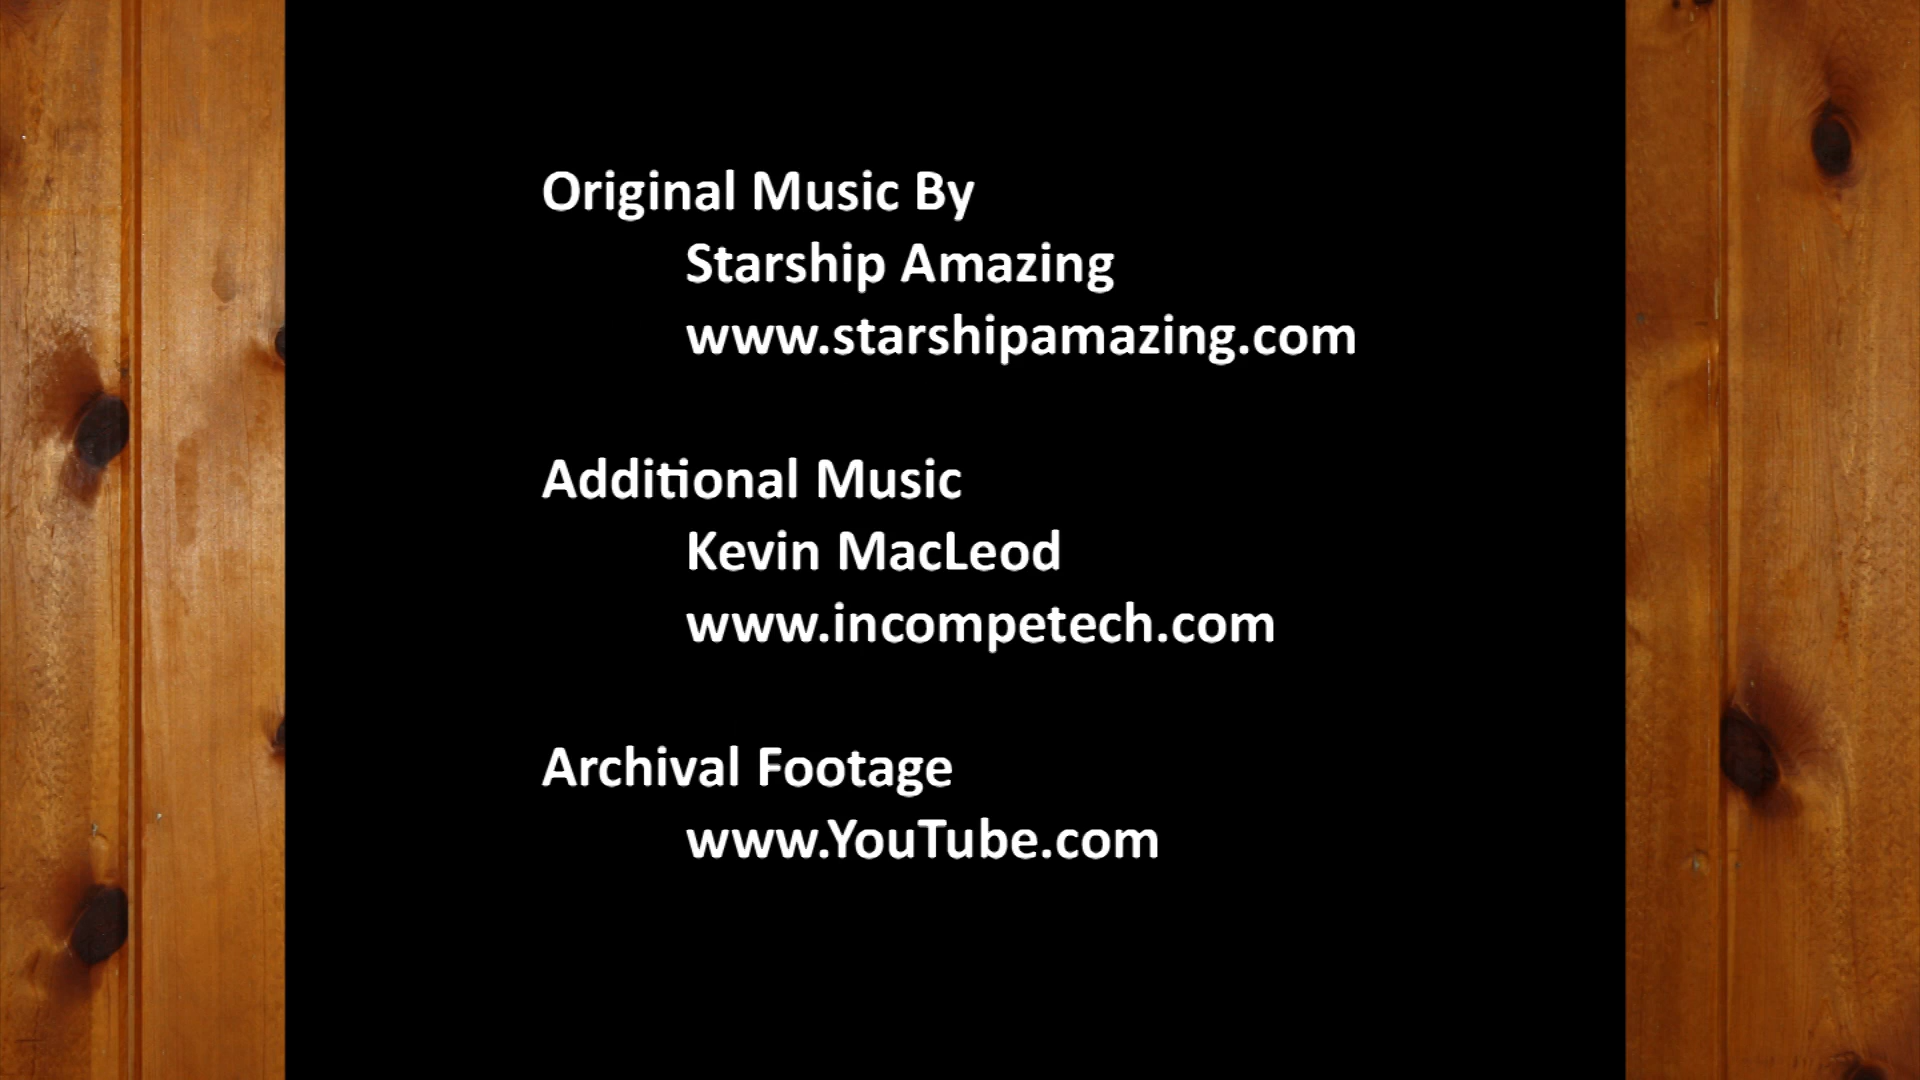 Original Music By
Starship Amazing
www.starshipamazing.com
Additional Music
Kevin MacLeod
www.incompetech.com
Archival Footage
www.YouTube.com